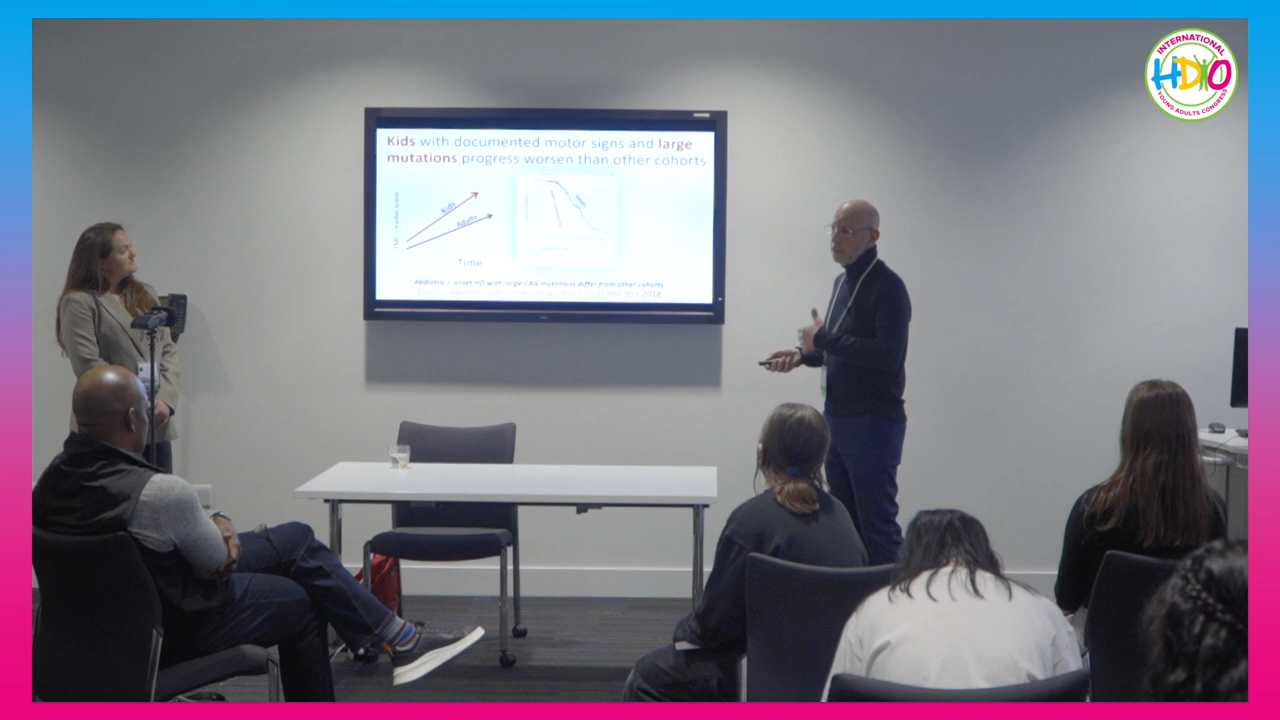 INTERNATIONAL
HDYO
YOUNG ADULTS CONGRESS
Kids with documented motor signs and large
mutations progress worsen than other cohorts
Kids
Adults
Time
Pediatric – onset HD with large CAG mutations differ from other cohorts
2018